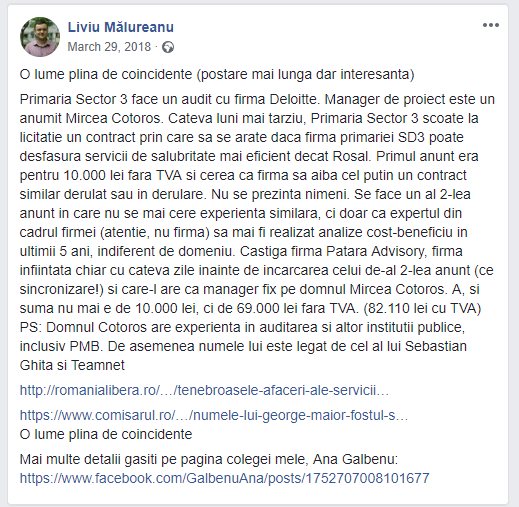 Liviu Mălureanu
March 29, 2018 ·
O lume plina de coincidente (postare mai lunga dar interesanta)
Primaria Sector 3 face un audit cu firma Deloitte. Manager de proiect este un
anumit Mircea Cotoros. Cateva luni mai tarziu, Primaria Sector 3 scoate la
licitatie un contract prin care sa se arate daca firma primariei SD3 poate
desfasura servicii de salubritate mai eficient decat Rosal. Primul anunt era
pentru 10.000 lei fara TVA si cerea ca firma sa aiba cel putin un contract
similar derulat sau in derulare. Nu se prezinta nimeni. Se face un al 2-lea
anunt in care nu se mai cere experienta similara, ci doar ca expertul din
cadrul firmei (atentie, nu firma) sa mai fi realizat analize cost-beneficiu in
ultimii 5 ani, indiferent de domeniu. Castiga firma Patara Advisory, firma
infiintata chiar cu cateva zile inainte de incarcarea celui de-al 2-lea anunt (ce
sincronizare!) si care-l are ca manager fix pe domnul Mircea Cotoros. A, si
suma nu mai e de 10.000 lei, ci de 69.000 lei fara TVA. (82.110 lei cu TVA)
PS: Domnul Cotoros are experienta in auditarea si altor institutii publice,
inclusiv PMB. De asemenea numele lui este legat de cel al lui Sebastian
Ghita si Teamnet
http://romanialibera.ro/…/tenebroasele-afaceri-ale-servicii…
https://www.comisarul.ro/…/numele-lui-george-maior-fostul-s…
O lume plina de coincidente
Mai multe detalii gasiti pe pagina colegei mele, Ana Galbenu:
https://www.facebook.com/GalbenuAna/posts/1752707008101677